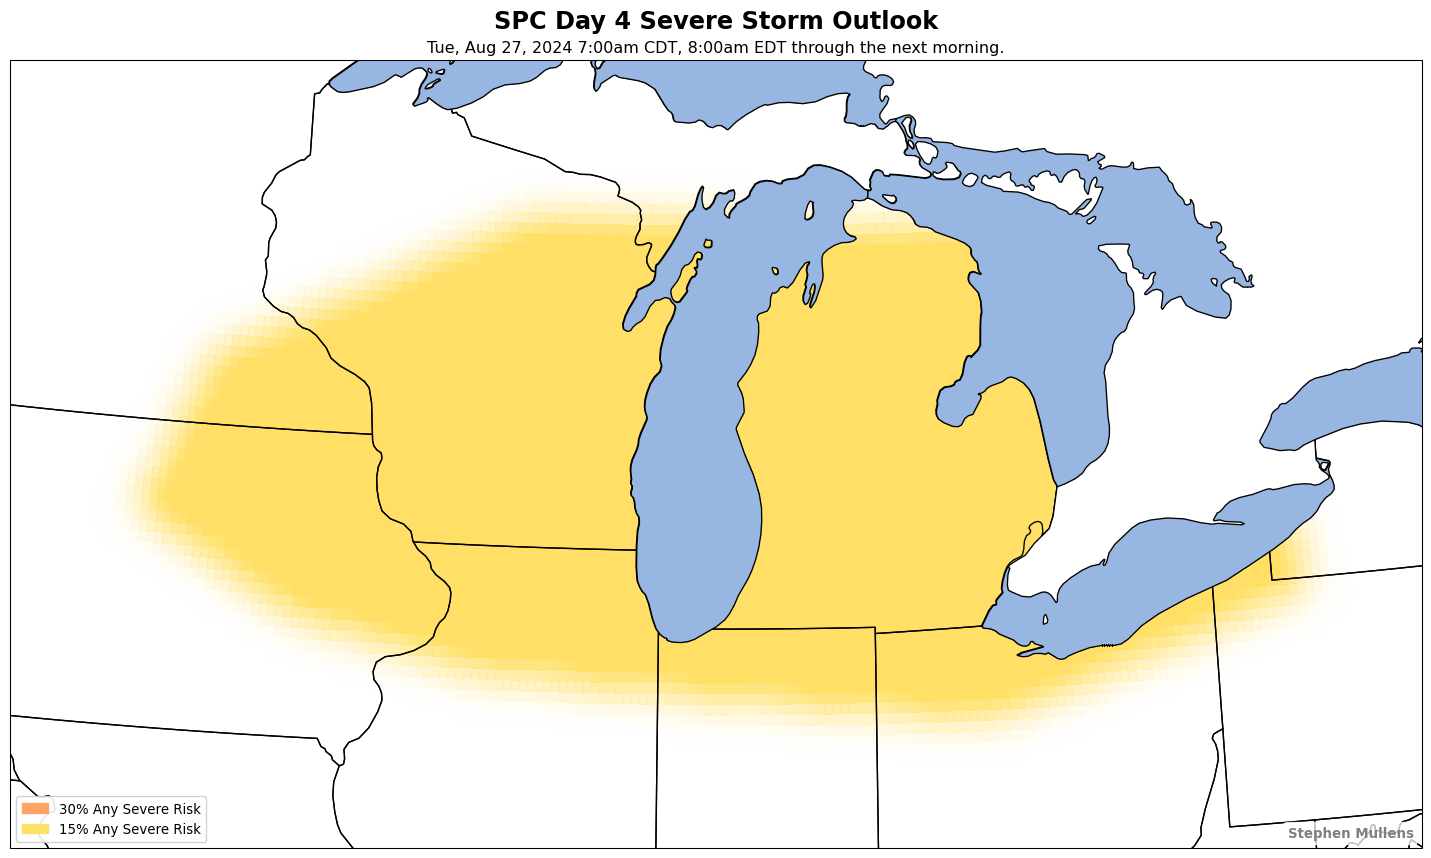 SPC Day 4 Severe Storm Outlook
Tue, Aug 27, 2024 7:00am CDT, 8:00am EDT through the next morning.
30% Any Severe Risk
15% Any Severe Risk
Stephen Mullens